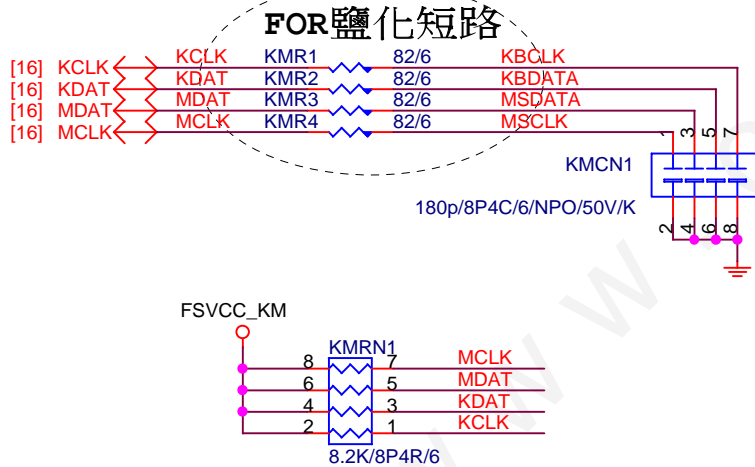 FOR鹽化短路
[16] KCLK KCLK KMR1 82/6 KBCLK
[16] KDAT KDAT KMR2 82/6 KBDATA
[16] MDAT MDAT KMR3 82/6 MSDATA
[16] MCLK MCLK KMR4 82/6 MSCLK
1 3 5 7
KMCN1
180p/8P4C/6/NPO/50V/K
2 4 6 8
FSVCC_KM
KMRN1
8 7 MCLK
6 5 MDAT
4 3 KDAT
2 1 KCLK
8.2K/8P4R/6
w w w